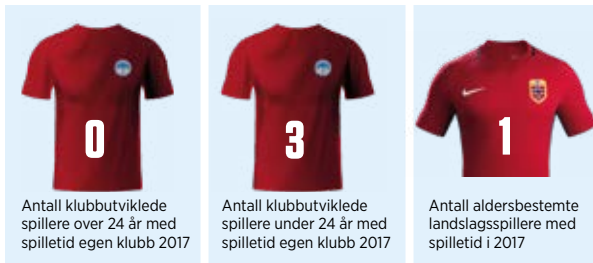 0
Antall klubbutviklede
spillere over 24 år med
spilletid egen klubb 2017
3
Antall klubbutviklede
spillere under 24 år med
spilletid egen klubb 2017
1
Antall aldersbestemte
landslagsspillere med
spilletid i 2017